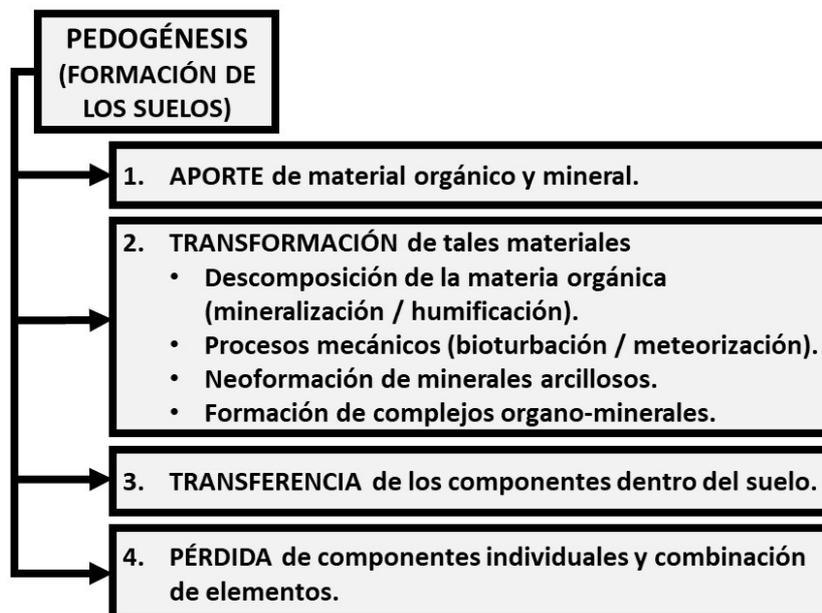 PEDOGÉNESIS
(FORMACIÓN DE
LOS SUELOS)
1. APORTE de material orgánico y mineral.
2. TRANSFORMACIÓN de tales materiales
• Descomposición de la materia orgánica
(mineralización / humificación).
• Procesos mecánicos (bioturbación / meteorización).
• Neoformación de minerales arcillosos.
• Formación de complejos organo-minerales.
3. TRANSFERENCIA de los componentes dentro del suelo.
4. PÉRDIDA de componentes individuales y combinación
de elementos.